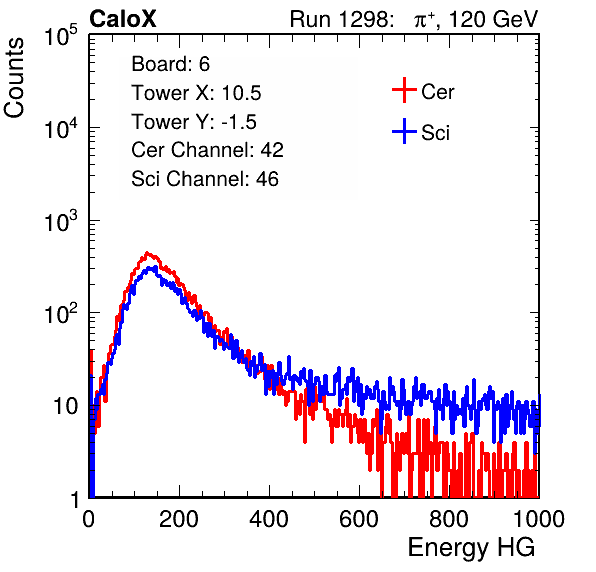 CaloX Run 1298: π⁺, 120 GeV
Counts
10⁵
10⁴
10³
10²
10
1
Board: 6
Tower X: 10.5
Tower Y: -1.5
Cer Channel: 42
Sci Channel: 46
Cer
Sci
0 200 400 600 800 1000
Energy HG